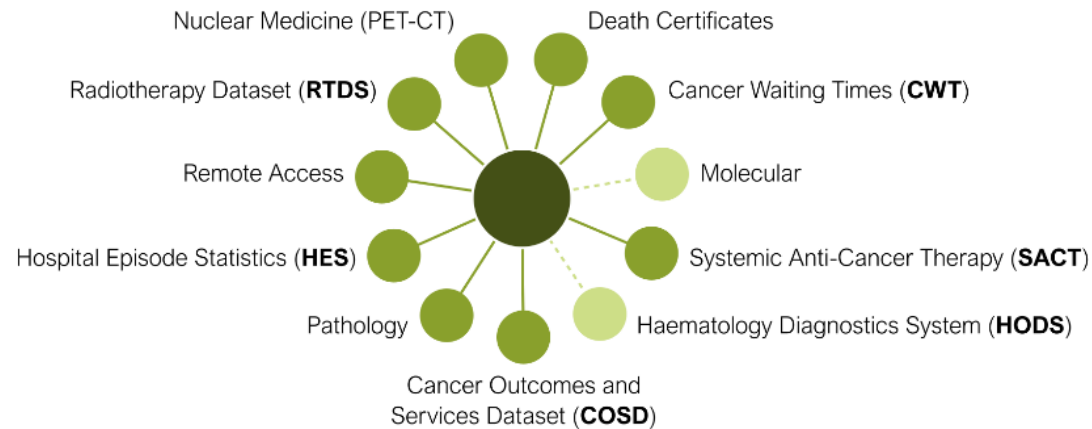 Nuclear Medicine (PET-CT)
Death Certificates
Radiotherapy Dataset (RTDS)
Cancer Waiting Times (CWT)
Remote Access
Molecular
Hospital Episode Statistics (HES)
Systemic Anti-Cancer Therapy (SACT)
Pathology
Haematology Diagnostics System (HODS)
Cancer Outcomes and
Services Dataset (COSD)